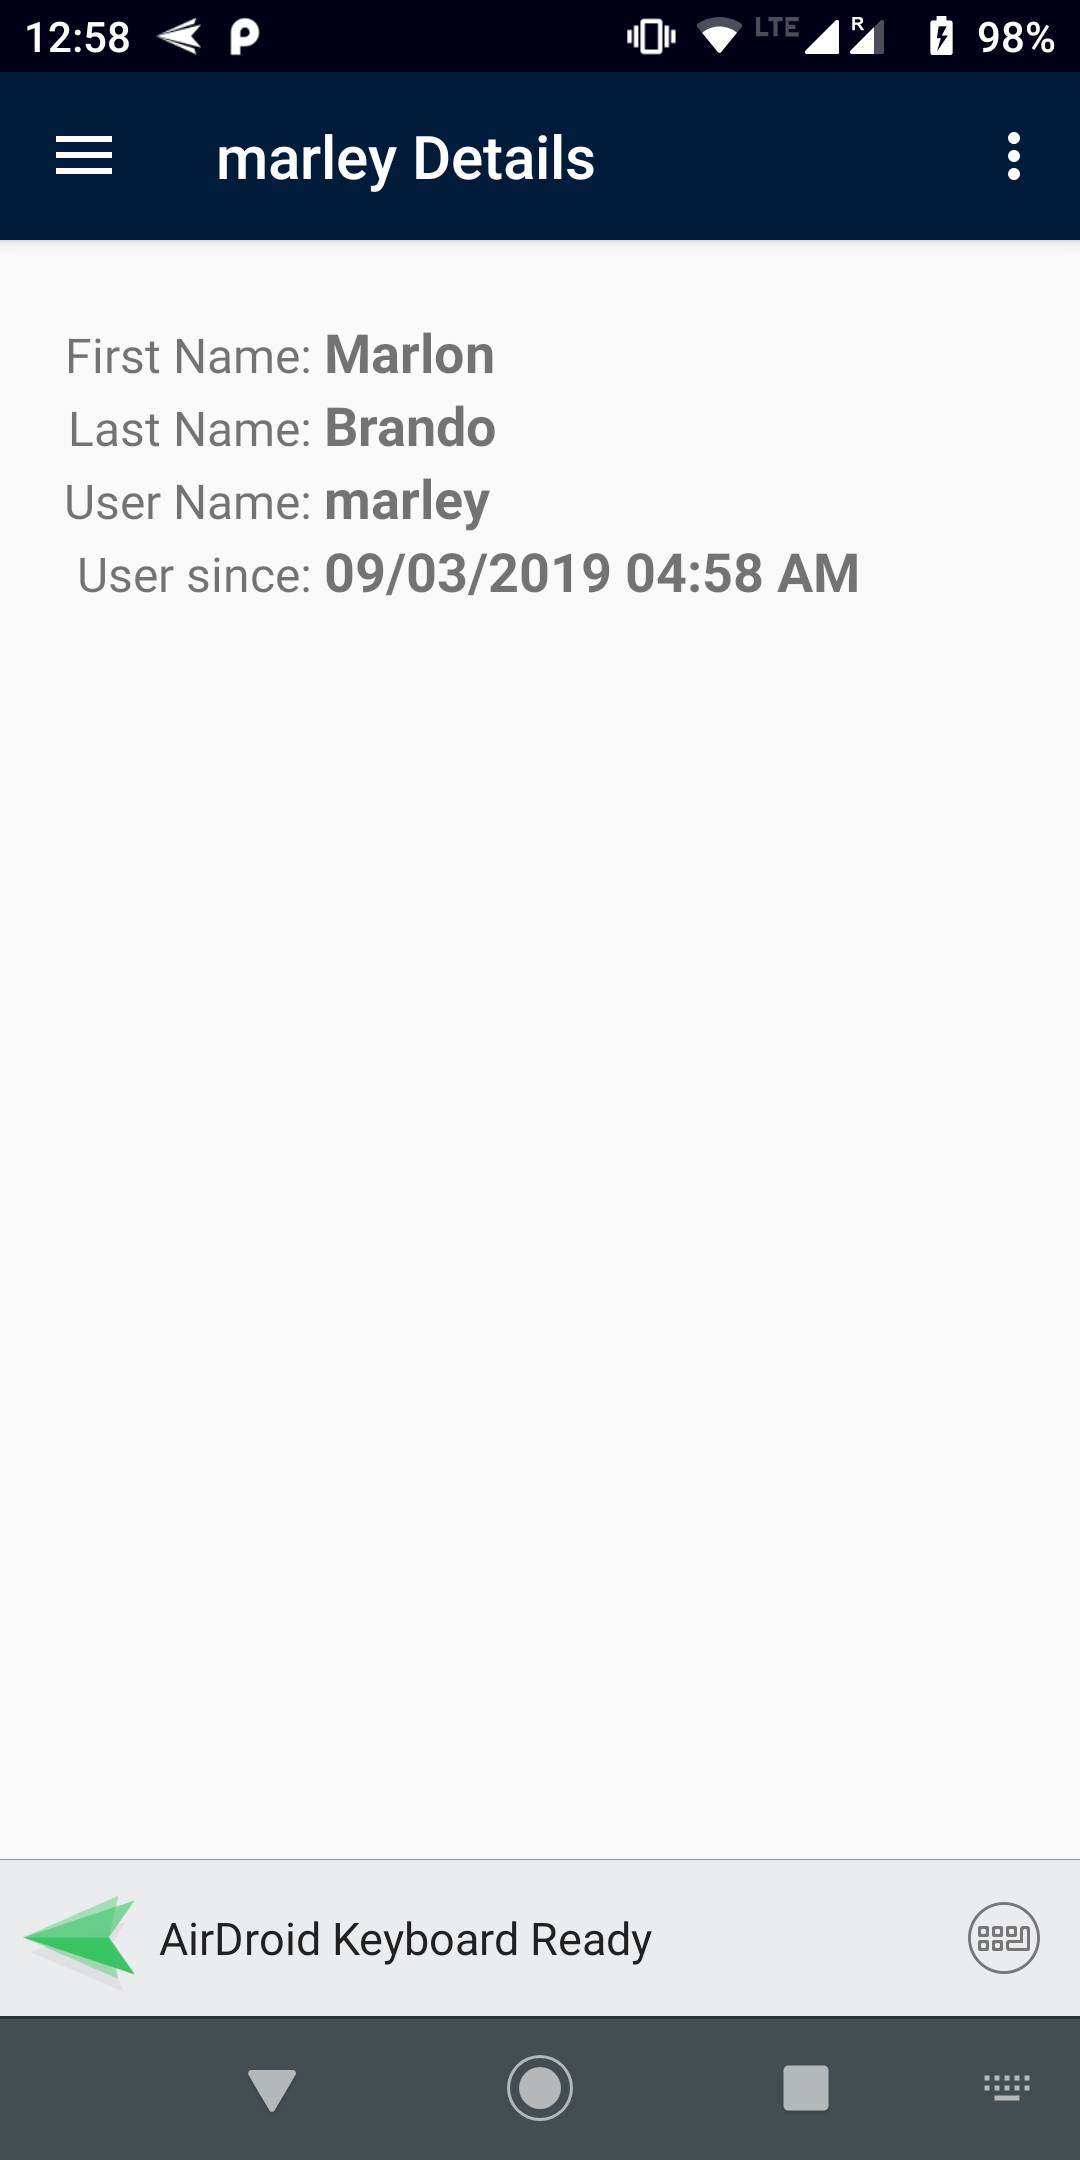 12:58 LTE R 98%
marley Details
First Name: Marlon
Last Name: Brando
User Name: marley
User since: 09/03/2019 04:58 AM
AirDroid Keyboard Ready